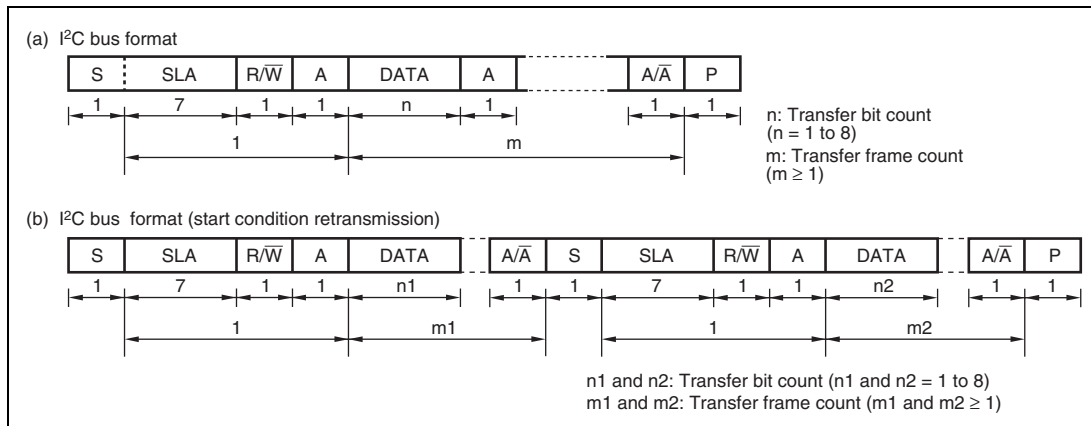 (a) I²C bus format
S SLA R/W̅ A DATA A A/A̅ P
1 7 1 1 n 1 1 1
1 m
n: Transfer bit count
(n = 1 to 8)
m: Transfer frame count
(m ≥ 1)
(b) I²C bus format (start condition retransmission)
S SLA R/W̅ A DATA A/A̅ S SLA R/W̅ A DATA A/A̅ P
1 7 1 1 n1 1 1 7 1 1 n2 1 1
1 m1 1 m2
n1 and n2: Transfer bit count (n1 and n2 = 1 to 8)
m1 and m2: Transfer frame count (m1 and m2 ≥ 1)